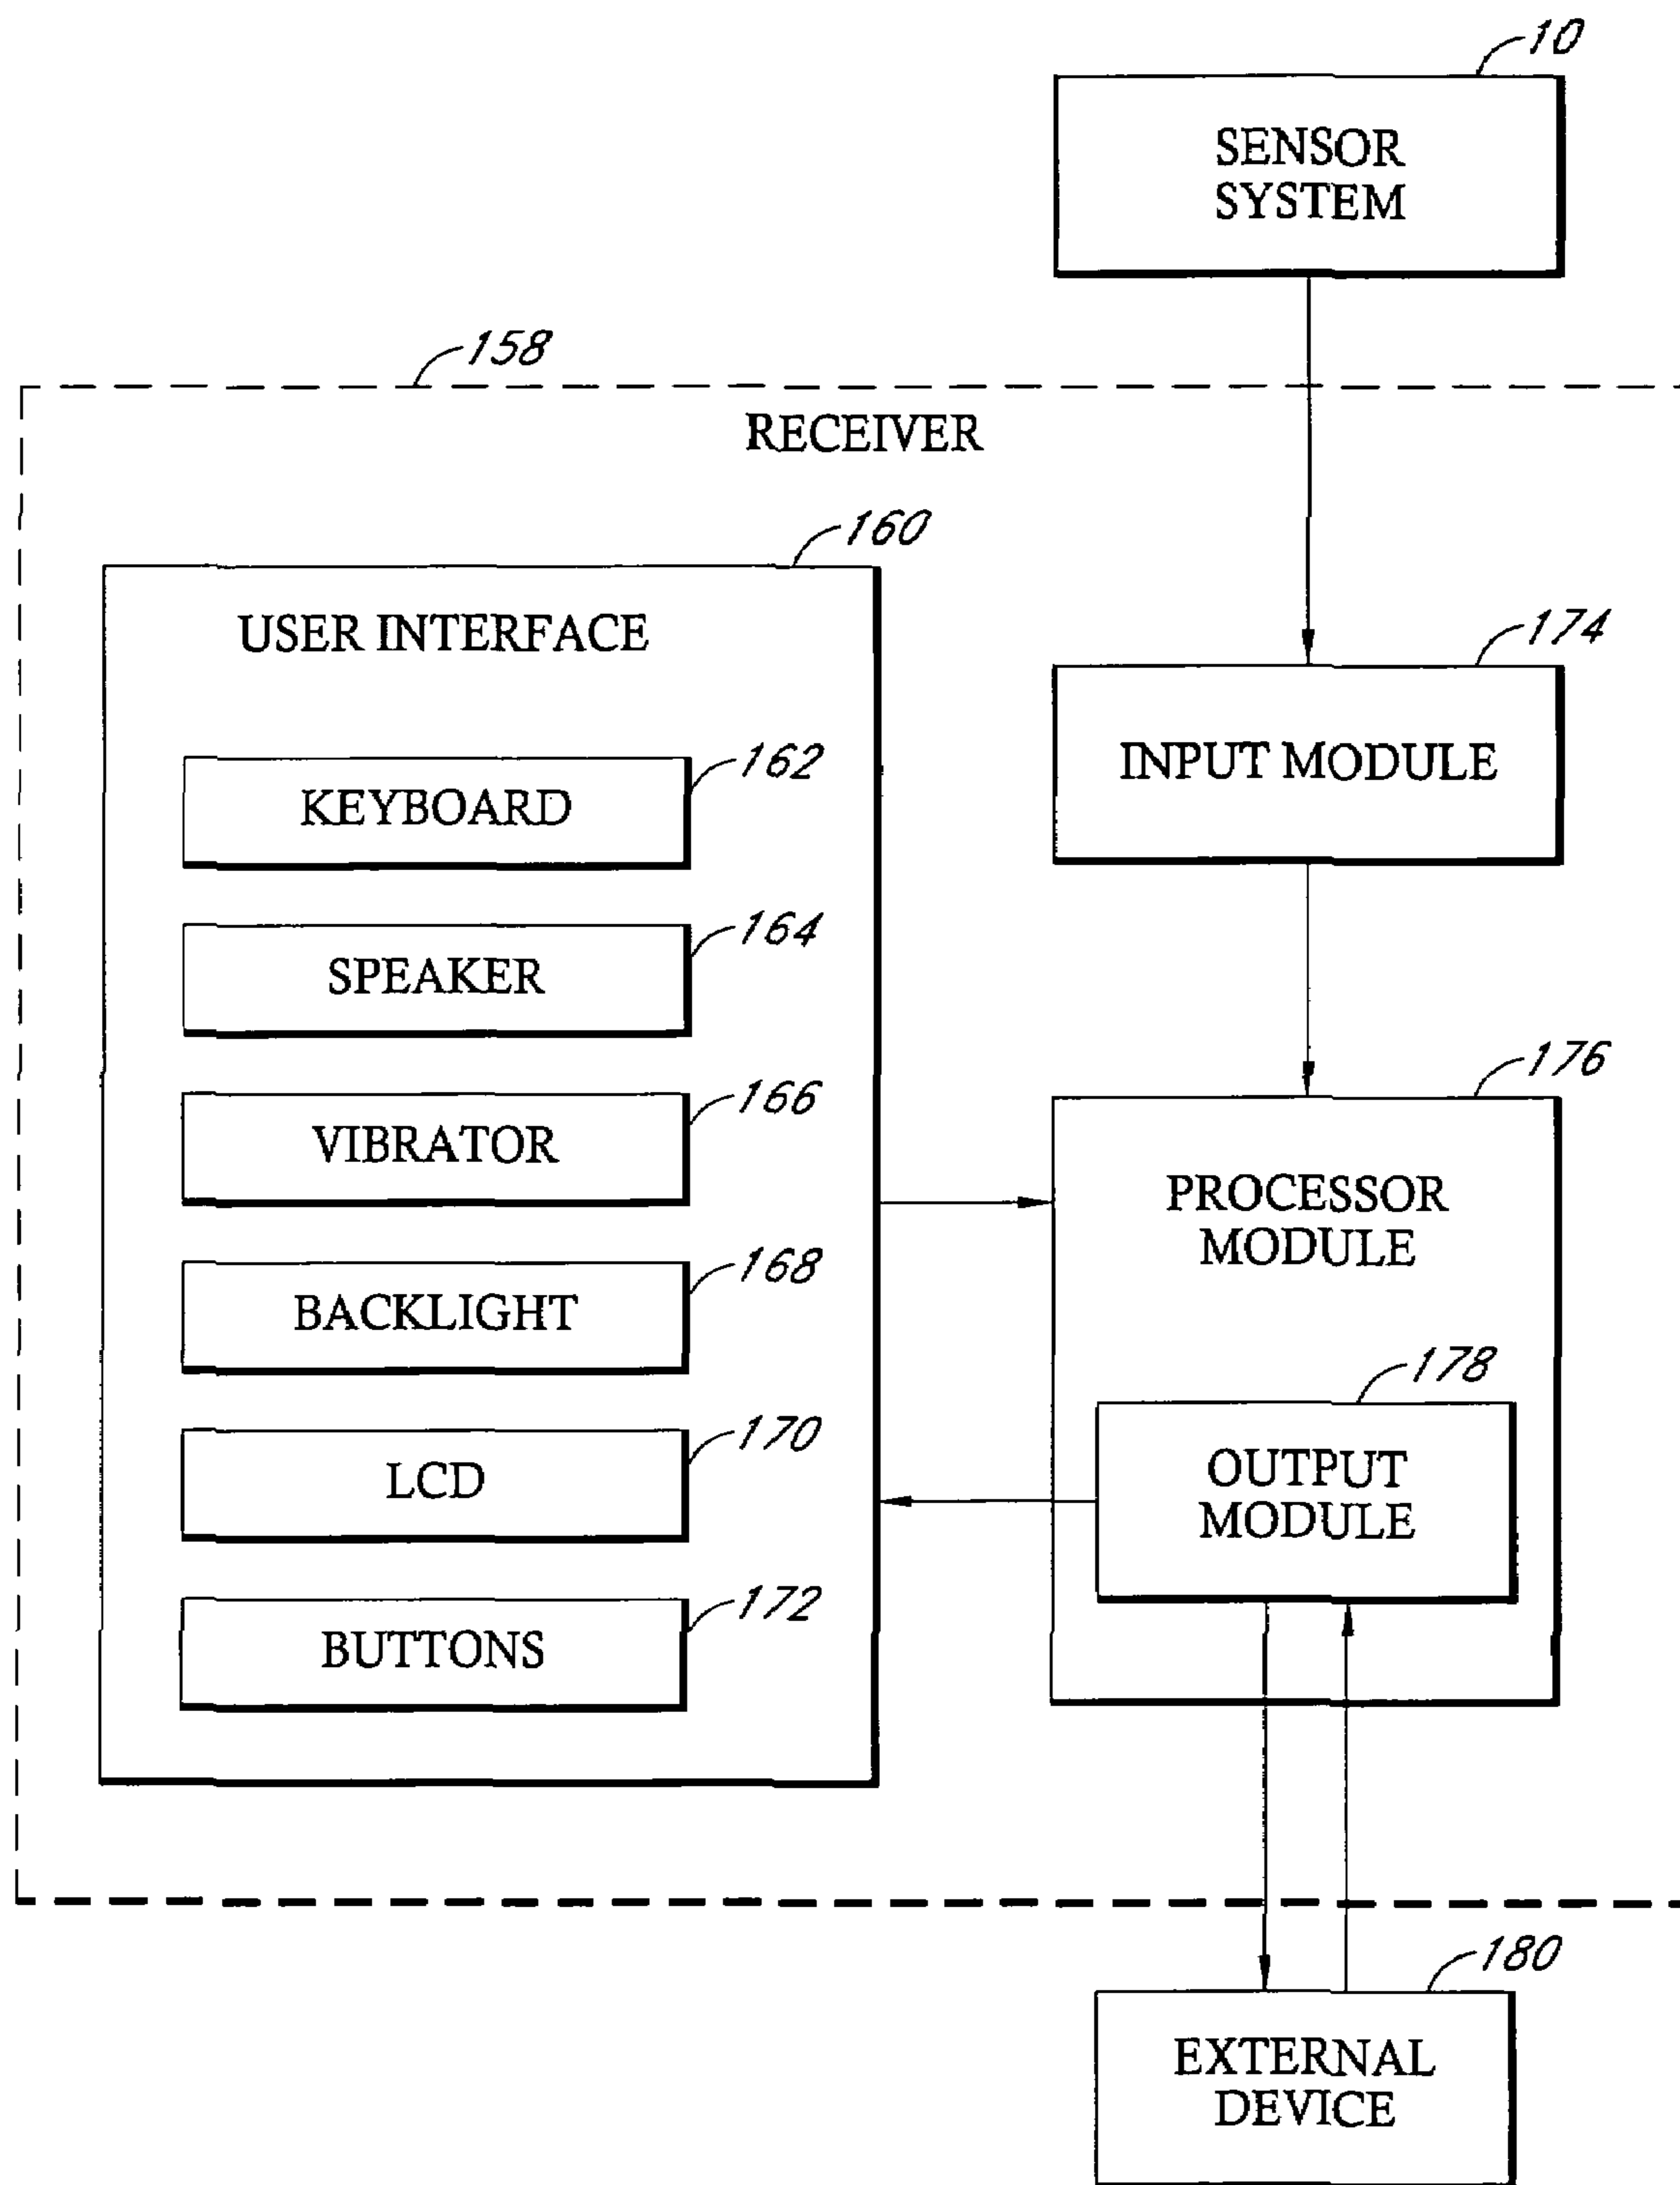 10
SENSOR
SYSTEM
158
RECEIVER
160
USER INTERFACE
174
INPUT MODULE
162
KEYBOARD
164
SPEAKER
166
VIBRATOR
168
BACKLIGHT
170
LCD
172
BUTTONS
176
PROCESSOR
MODULE
178
OUTPUT
MODULE
180
EXTERNAL
DEVICE